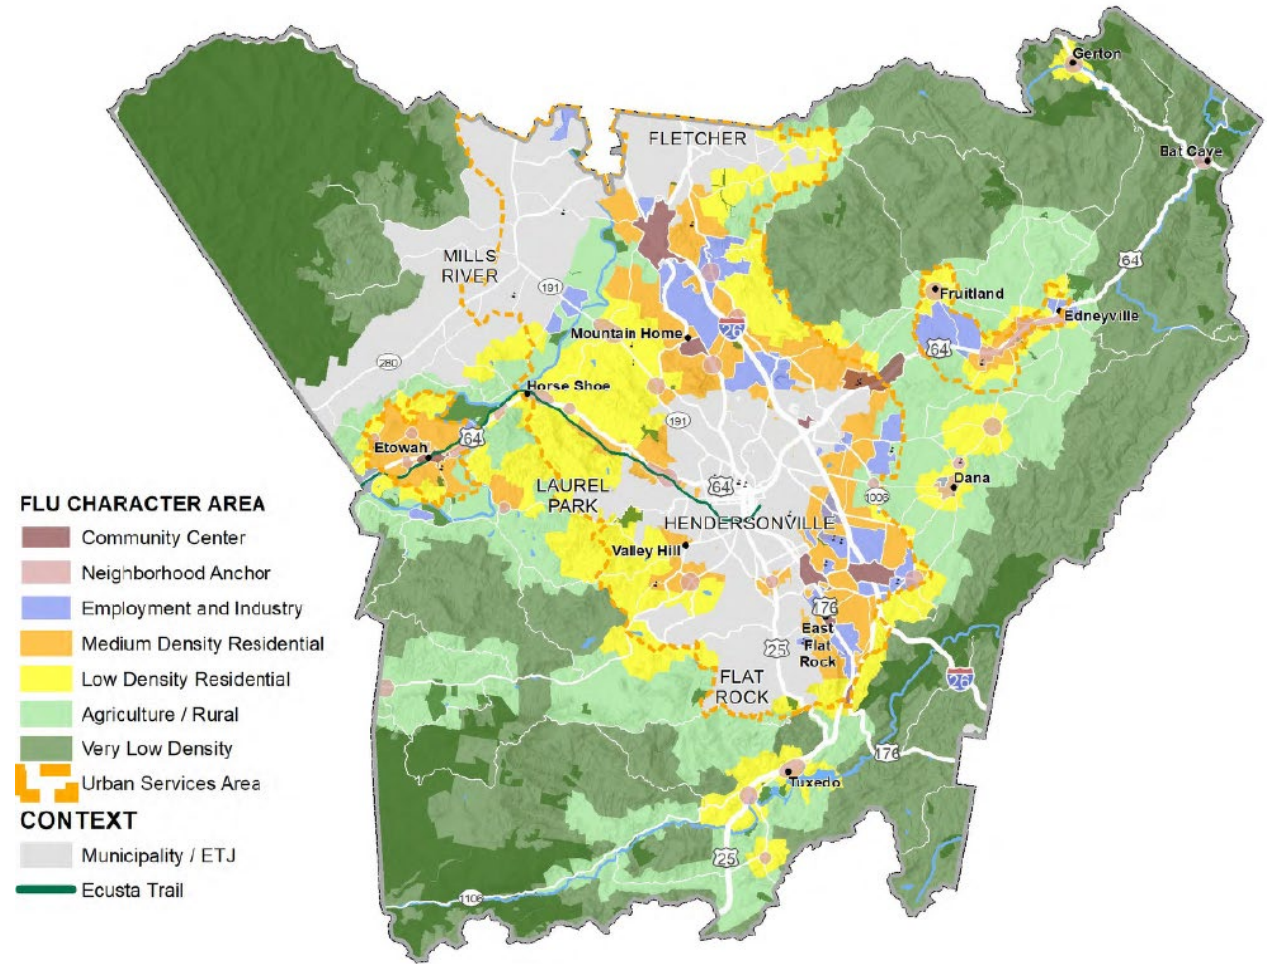 Gerton
FLETCHER
Bat Cave
MILLS
RIVER
64
191
Fruitland
Edneyville
26
Mountain Home
64
280
Horse Shoe
191
64
Etowah
Dana
64
LAUREL
PARK
1006
HENDERSONVILLE
Valley Hill
176
East
Flat
Rock
25
FLAT
ROCK
26
176
Tuxedo
25
1106
FLU CHARACTER AREA
Community Center
Neighborhood Anchor
Employment and Industry
Medium Density Residential
Low Density Residential
Agriculture / Rural
Very Low Density
Urban Services Area
CONTEXT
Municipality / ETJ
Ecusta Trail